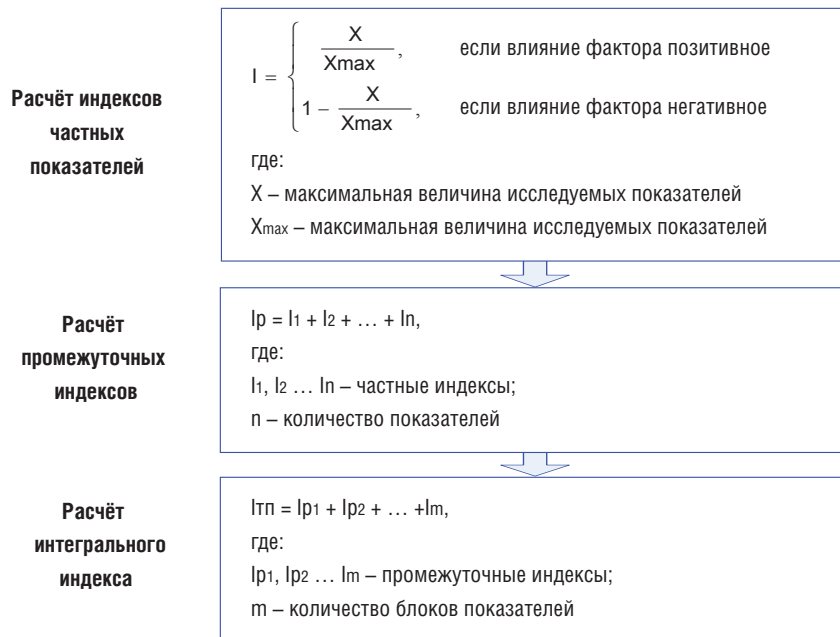 Расчёт индексов
частных
показателей
I = { X / Xmax , если влияние фактора позитивное
1 – X / Xmax , если влияние фактора негативное
где:
X – максимальная величина исследуемых показателей
Xmax – максимальная величина исследуемых показателей
Расчёт
промежуточных
индексов
Ip = I1 + I2 + … + In,
где:
I1, I2 … In – частные индексы;
n – количество показателей
Расчёт
интегрального
индекса
Iтп = Ip1 + Ip2 + … +Im,
где:
Ip1, Ip2 … Im – промежуточные индексы;
m – количество блоков показателей